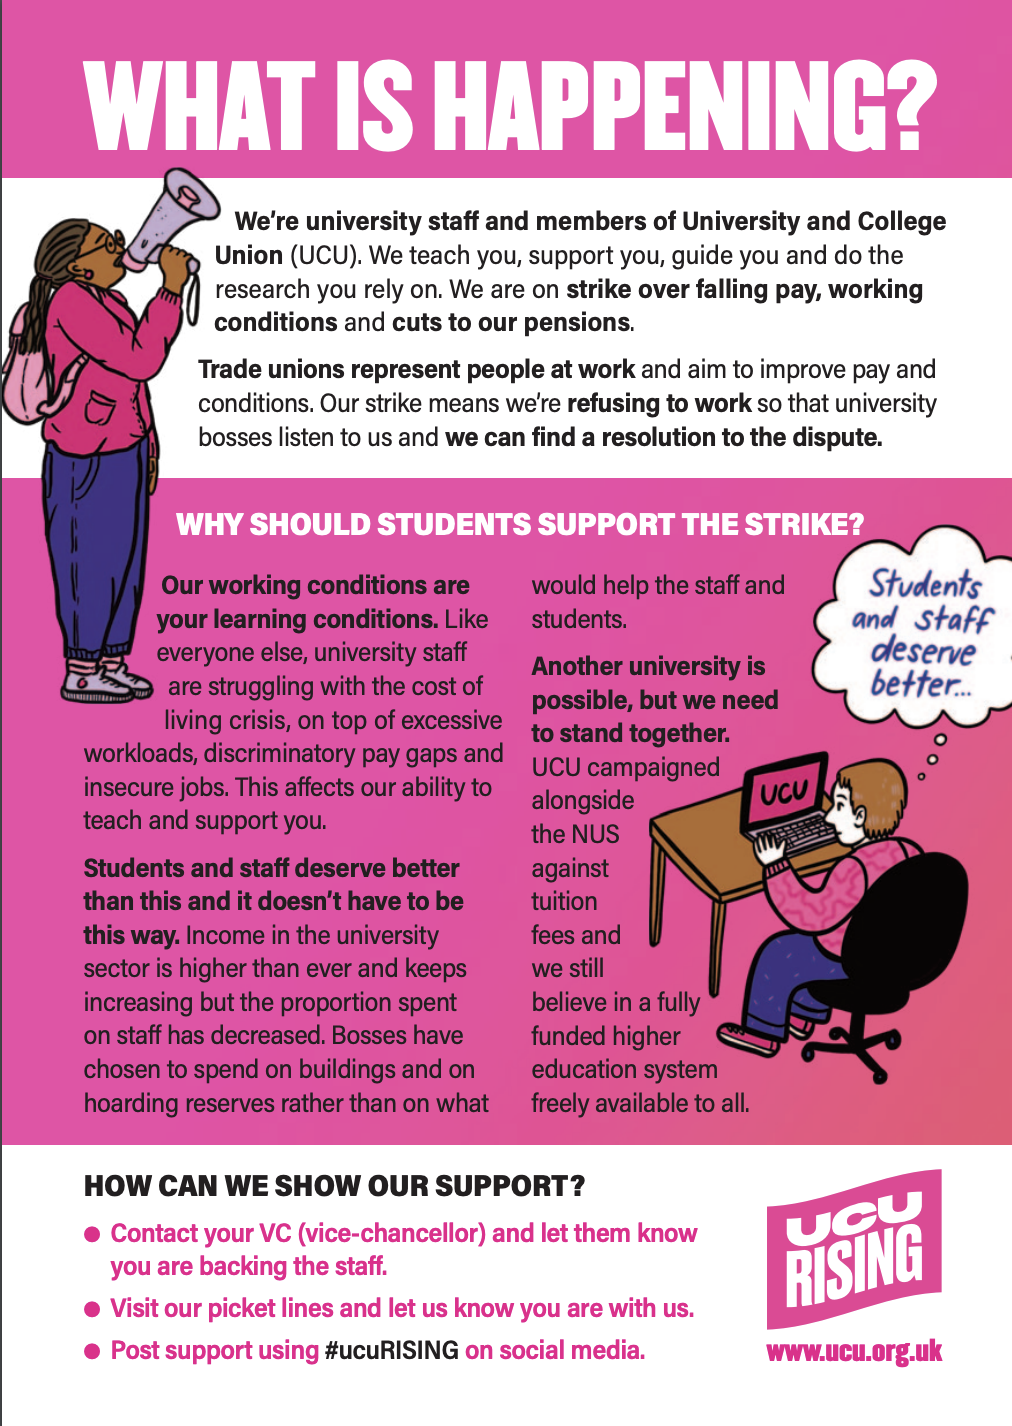 WHAT IS HAPPENING?
We're university staff and members of University and College
Union (UCU). We teach you, support you, guide you and do the
research you rely on. We are on strike over falling pay, working
conditions and cuts to our pensions.
Trade unions represent people at work and aim to improve pay and
conditions. Our strike means we're refusing to work so that university
bosses listen to us and we can find a resolution to the dispute.
WHY SHOULD STUDENTS SUPPORT THE STRIKE?
Our working conditions are
your learning conditions. Like
everyone else, university staff
are struggling with the cost of
living crisis, on top of excessive
workloads, discriminatory pay gaps and
insecure jobs. This affects our ability to
teach and support you.
Students and staff deserve better
than this and it doesn't have to be
this way. Income in the university
sector is higher than ever and keeps
increasing but the proportion spent
on staff has decreased. Bosses have
chosen to spend on buildings and on
hoarding reserves rather than on what
would help the staff and
students.
Another university is
possible, but we need
to stand together.
UCU campaigned
alongside
the NUS
against
tuition
fees and
we still
believe in a fully
funded higher
education system
freely available to all.
Students
and staff
deserve
better...
UCU
HOW CAN WE SHOW OUR SUPPORT?
● Contact your VC (vice-chancellor) and let them know
you are backing the staff.
● Visit our picket lines and let us know you are with us.
● Post support using #ucuRISING on social media.
UCU
RISING
www.ucu.org.uk